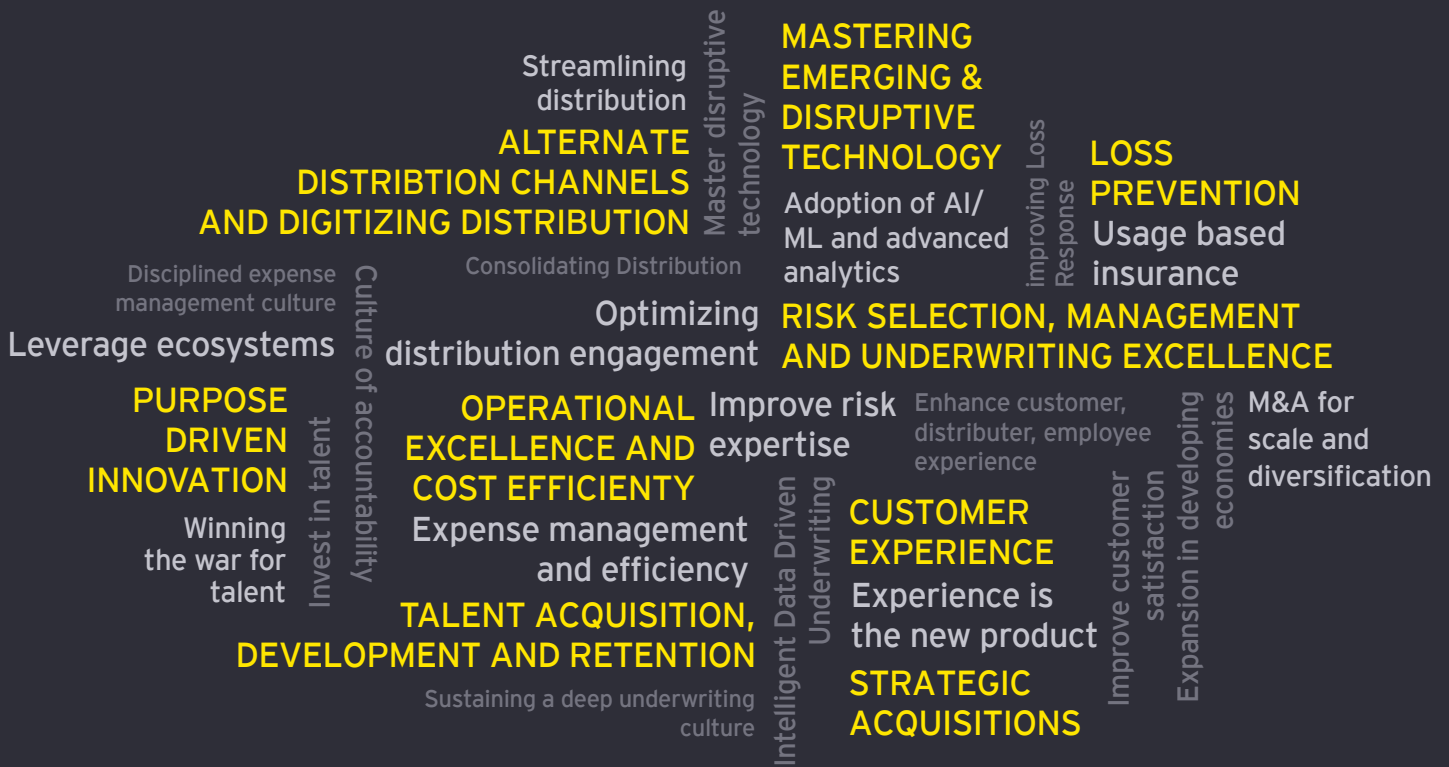 Streamlining
distribution
ALTERNATE
DISTRIBTION CHANNELS
AND DIGITIZING DISTRIBUTION
Master disruptive
technology
MASTERING
EMERGING &
DISRUPTIVE
TECHNOLOGY
Adoption of AI/
ML and advanced
analytics
improving Loss
Response
LOSS
PREVENTION
Usage based
insurance
Disciplined expense
management culture
Leverage ecosystems
Culture of accountability
Consolidating Distribution
Optimizing
distribution engagement
RISK SELECTION, MANAGEMENT
AND UNDERWRITING EXCELLENCE
PURPOSE
DRIVEN
INNOVATION
Winning
the war for
talent
Invest in talent
OPERATIONAL
EXCELLENCE AND
COST EFFICIENTY
Improve risk
expertise
Enhance customer,
distributer, employee
experience
Expense management
and efficiency
TALENT ACQUISITION,
DEVELOPMENT AND RETENTION
Sustaining a deep underwriting
culture
Intelligent Data Driven
Underwriting
CUSTOMER
EXPERIENCE
Experience is
the new product
STRATEGIC
ACQUISITIONS
Improve customer
satisfaction
Expansion in developing
economies
M&A for
scale and
diversification